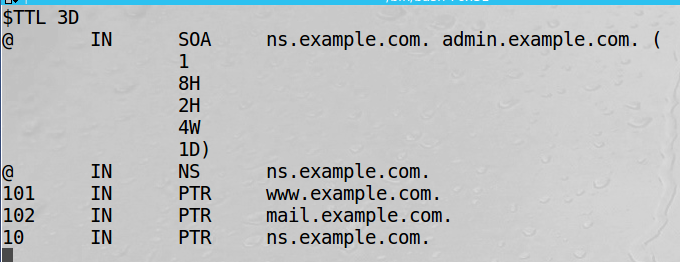 $TTL 3D
@       IN      SOA     ns.example.com. admin.example.com. (
                1
                8H
                2H
                4W
                1D)
@       IN      NS      ns.example.com.
101     IN      PTR     www.example.com.
102     IN      PTR     mail.example.com.
10      IN      PTR     ns.example.com.